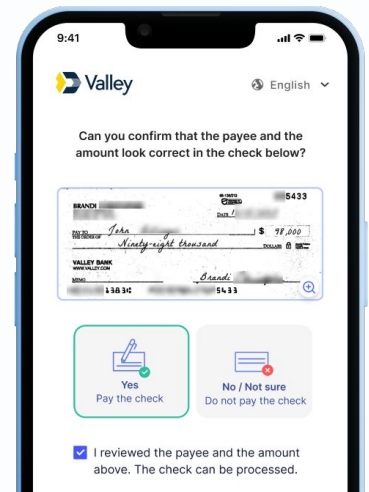 9:41
Valley
English
Can you confirm that the payee and the
amount look correct in the check below?
5433
BRANDI
DATE
PAY TO
THE ORDER OF John $ 98,000
Ninety-eight thousand DOLLARS
VALLEY BANK
WWW.VALLEY.COM
MEMO Brandi
1383 5433
Yes
Pay the check
No / Not sure
Do not pay the check
I reviewed the payee and the amount
above. The check can be processed.